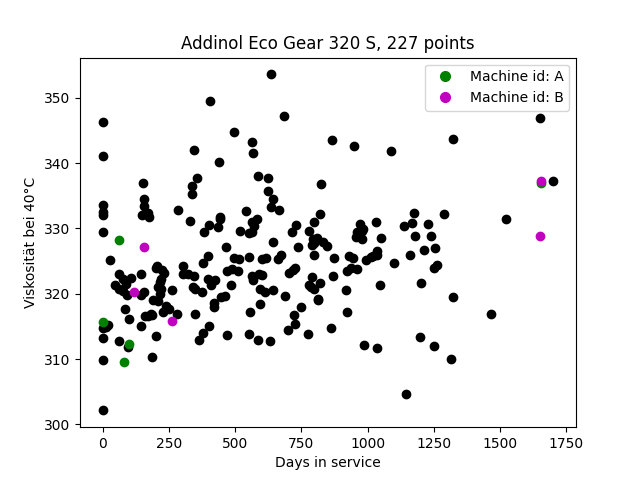 Addinol Eco Gear 320 S, 227 points
Machine id: A
Machine id: B
Viskosität bei 40°C
350
340
330
320
310
300
0 250 500 750 1000 1250 1500 1750
Days in service